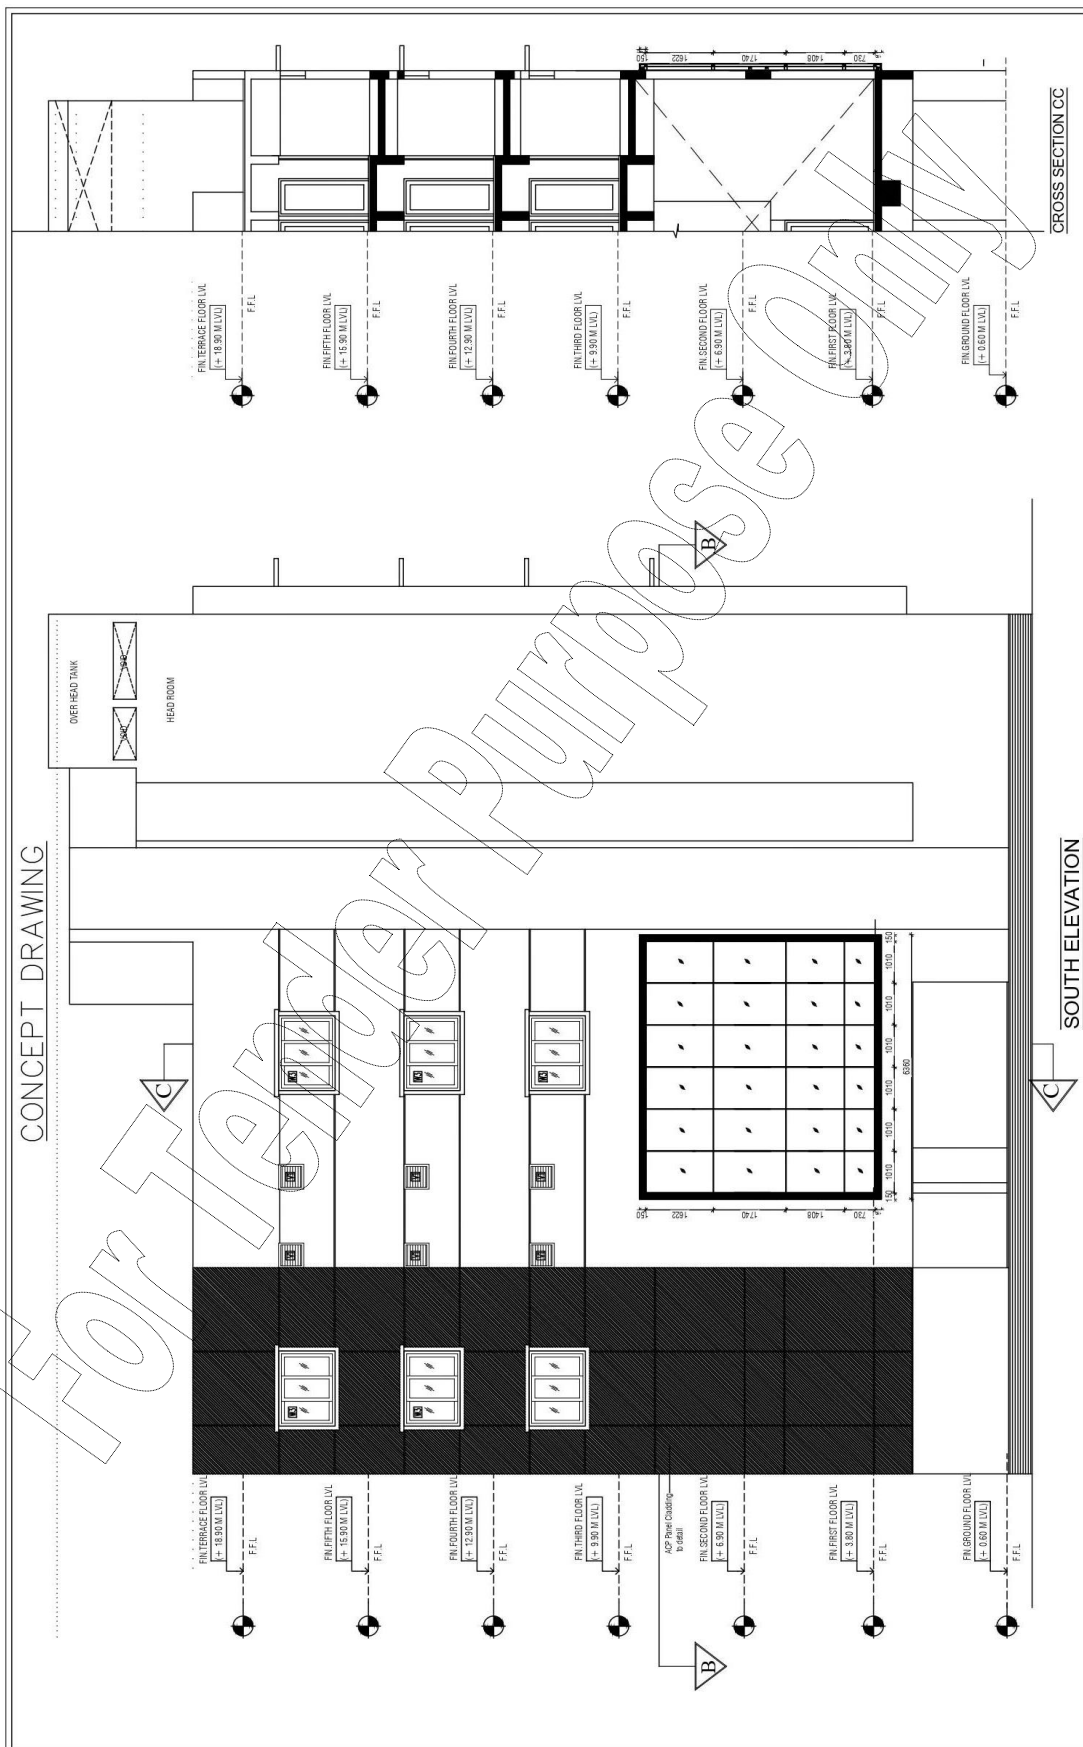 CONCEPT DRAWING
For Tender Purpose Only
OVER HEAD TANK
HEAD ROOM
C
B
FIN.TERRACE FLOOR LVL
(+ 18.90 M LVL)
F.F.L
FIN.FIFTH FLOOR LVL
(+ 15.90 M LVL)
F.F.L
FIN.FOURTH FLOOR LVL
(+ 12.90 M LVL)
F.F.L
FIN.THIRD FLOOR LVL
(+ 9.90 M LVL)
F.F.L
ACP Panel Cladding
to detail
FIN.SECOND FLOOR LVL
(+ 6.90 M LVL)
F.F.L
FIN.FIRST FLOOR LVL
(+ 3.80 M LVL)
F.F.L
FIN.GROUND FLOOR LVL
(+ 0.60 M LVL)
F.F.L
B
150
1622
1740
1408
730
150 1010 1010 1010 1010 1010 1010 150
6360
C
SOUTH ELEVATION
FIN.TERRACE FLOOR LVL
(+ 18.90 M LVL)
F.F.L
FIN.FIFTH FLOOR LVL
(+ 15.90 M LVL)
F.F.L
FIN.FOURTH FLOOR LVL
(+ 12.90 M LVL)
F.F.L
FIN.THIRD FLOOR LVL
(+ 9.90 M LVL)
F.F.L
FIN.SECOND FLOOR LVL
(+ 6.90 M LVL)
F.F.L
FIN.FIRST FLOOR LVL
(+ 3.80 M LVL)
F.F.L
FIN.GROUND FLOOR LVL
(+ 0.60 M LVL)
F.F.L
150
1622
1740
1408
730
CROSS SECTION CC